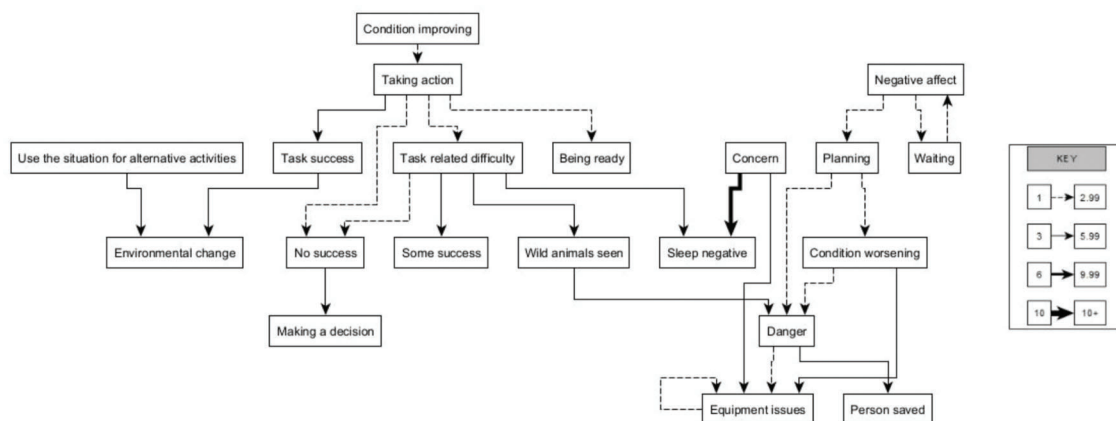 Condition improving
Taking action
Negative affect
Use the situation for alternative activities
Task success
Task related difficulty
Being ready
Concern
Planning
Waiting
Environmental change
No success
Some success
Wild animals seen
Sleep negative
Condition worsening
Making a decision
Danger
Equipment issues
Person saved
KEY
1 2.99
3 5.99
6 9.99
10 10+